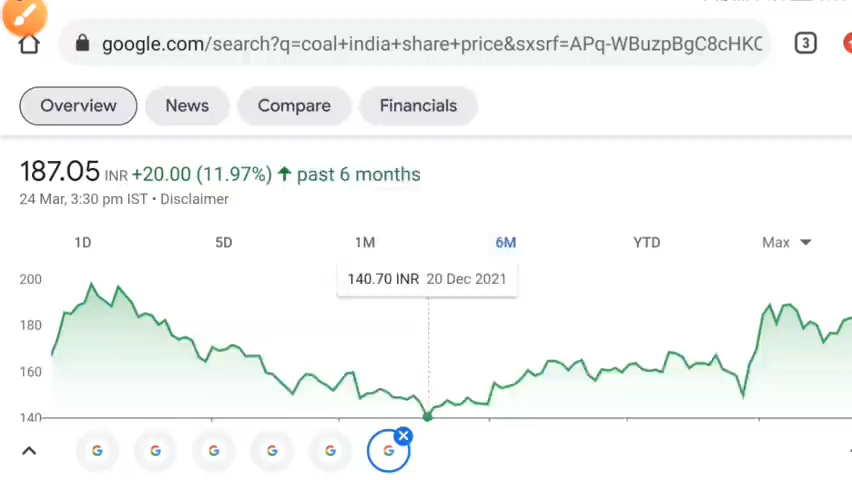 google.com/search?q=coal+india+share+price&sxsrf=APq-WBuzpBgC8cHK
3
Overview News Compare Financials
187.05 INR +20.00 (11.97%) ↑ past 6 months
24 Mar, 3:30 pm IST • Disclaimer
1D 5D 1M 6M YTD Max
140.70 INR 20 Dec 2021
200
180
160
140